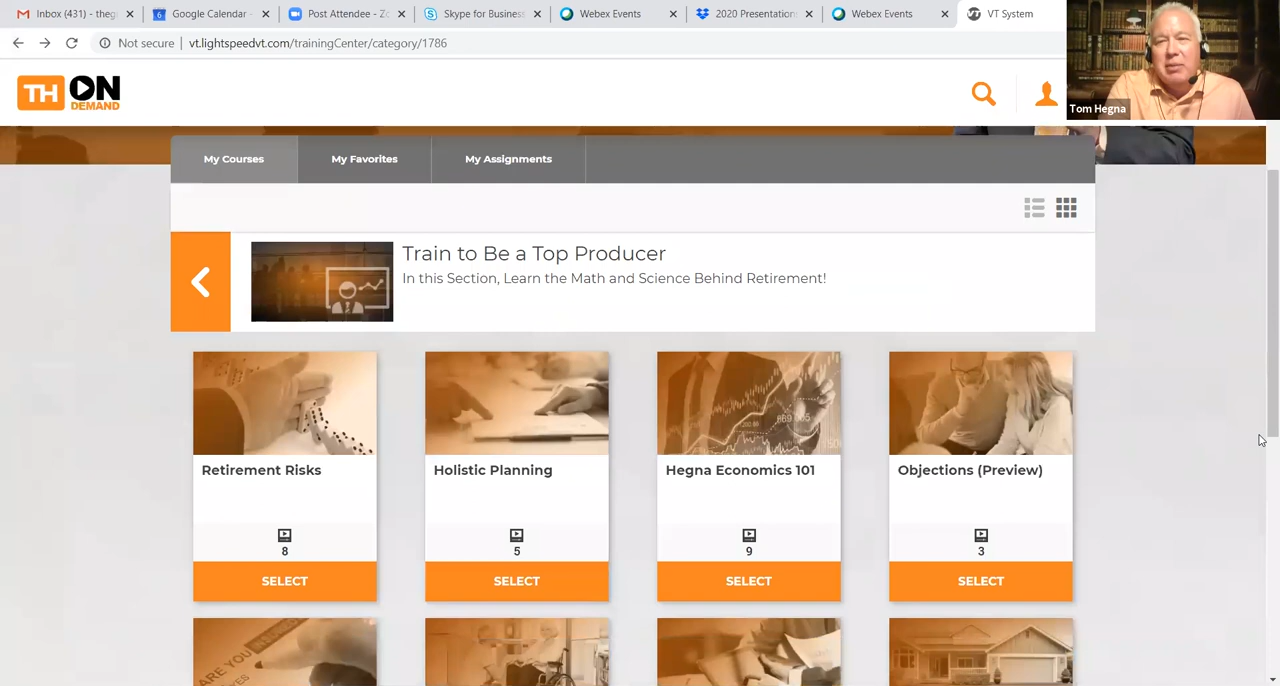 Inbox (431) - thegr
Google Calendar -
Post Attendee - Zo
Skype for Business
Webex Events
2020 Presentation
Webex Events
VT System
Not secure | vt.lightspeedvt.com/trainingCenter/category/1786
TH ON
DEMAND
Tom Hegna
My Courses
My Favorites
My Assignments
Train to Be a Top Producer
In this Section, Learn the Math and Science Behind Retirement!
Retirement Risks
Holistic Planning
Hegna Economics 101
Objections (Preview)
8
5
9
3
SELECT
SELECT
SELECT
SELECT